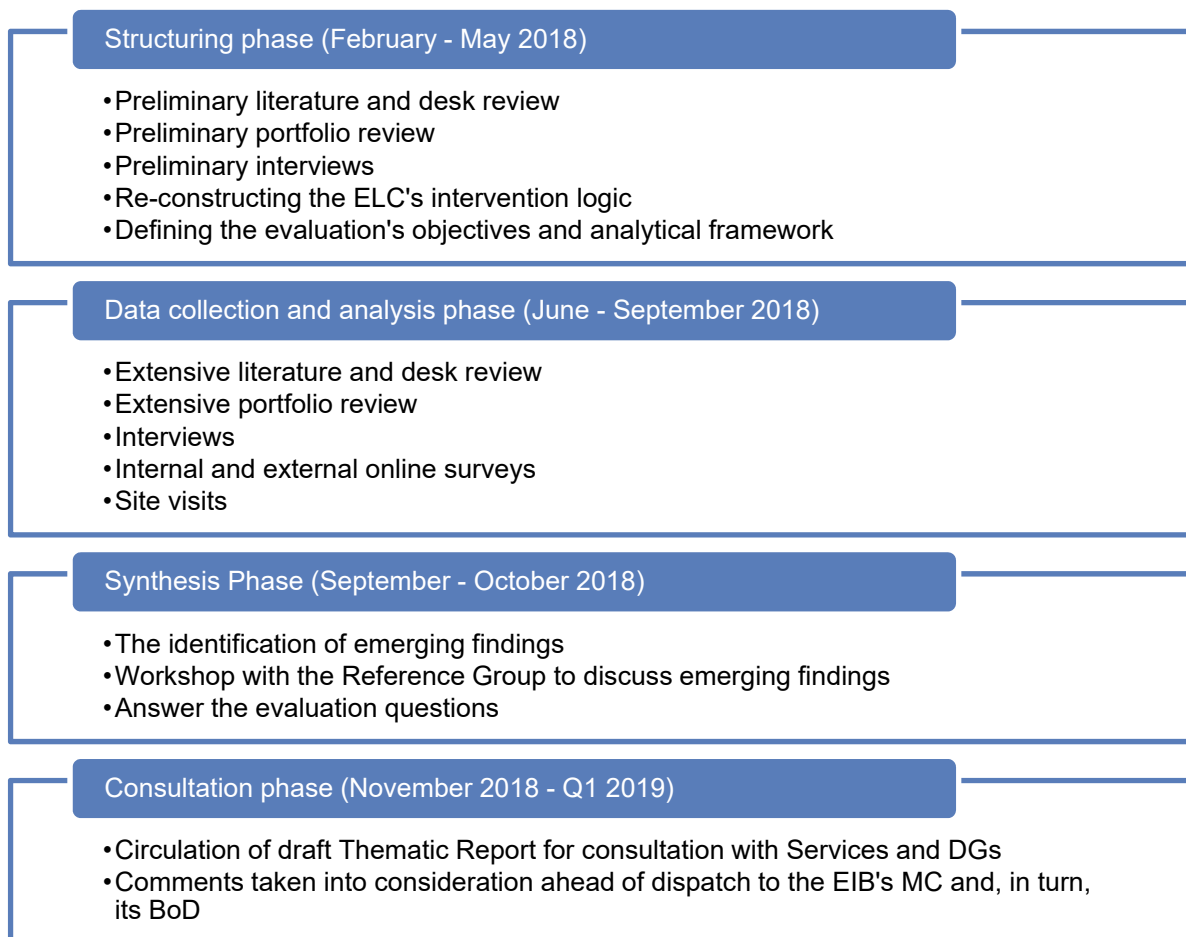 Structuring phase (February - May 2018)
•Preliminary literature and desk review
•Preliminary portfolio review
•Preliminary interviews
•Re-constructing the ELC's intervention logic
•Defining the evaluation's objectives and analytical framework
Data collection and analysis phase (June - September 2018)
•Extensive literature and desk review
•Extensive portfolio review
•Interviews
•Internal and external online surveys
•Site visits
Synthesis Phase (September - October 2018)
•The identification of emerging findings
•Workshop with the Reference Group to discuss emerging findings
•Answer the evaluation questions
Consultation phase (November 2018 - Q1 2019)
•Circulation of draft Thematic Report for consultation with Services and DGs
•Comments taken into consideration ahead of dispatch to the EIB's MC and, in turn,
its BoD